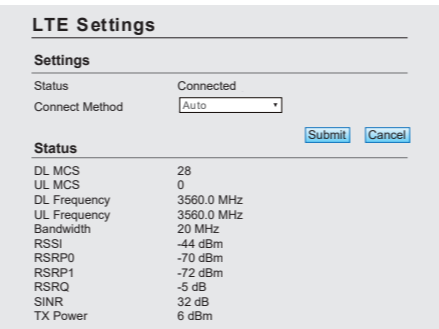 LTE Settings
Settings
Status Connected
Connect Method Auto
Submit Cancel
Status
DL MCS 28
UL MCS 0
DL Frequency 3560.0 MHz
UL Frequency 3560.0 MHz
Bandwidth 20 MHz
RSSI -44 dBm
RSRP0 -70 dBm
RSRP1 -72 dBm
RSRQ -5 dB
SINR 32 dB
TX Power 6 dBm